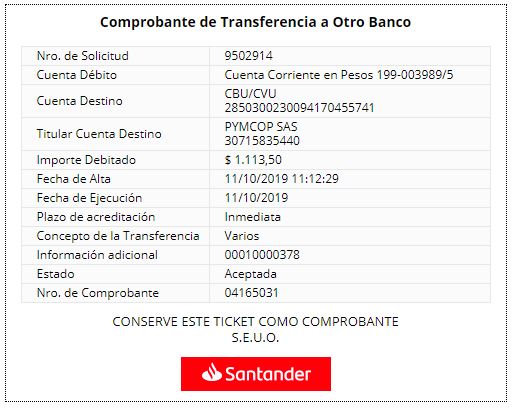 Comprobante de Transferencia a Otro Banco
Nro. de Solicitud 9502914
Cuenta Débito Cuenta Corriente en Pesos 199-003989/5
Cuenta Destino CBU/CVU
2850300230094170455741
Titular Cuenta Destino PYMCOP SAS
30715835440
Importe Debitado $ 1.113,50
Fecha de Alta 11/10/2019 11:12:29
Fecha de Ejecución 11/10/2019
Plazo de acreditación Inmediata
Concepto de la Transferencia Varios
Información adicional 00010000378
Estado Aceptada
Nro. de Comprobante 04165031
CONSERVE ESTE TICKET COMO COMPROBANTE
S.E.U.O.
Santander